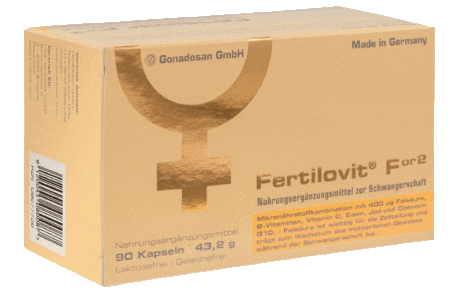 Gonadosan GmbH
Made in Germany
Fertilovit® For2
Nahrungsergänzungsmittel zur Schwangerschaft
Mikronährstoffkombination mit 400 µg Folsäure,
B-Vitaminen, Vitamin C, Eisen, Jod und Coenzym
Q10. - Folsäure ist wichtig für die Zellteilung und
trägt zum Wachstum des mütterlichen Gewebes
während der Schwangerschaft bei.
Nahrungsergänzungsmittel
90 Kapseln 43,2 g
Laktosefrei | Gelatinefrei